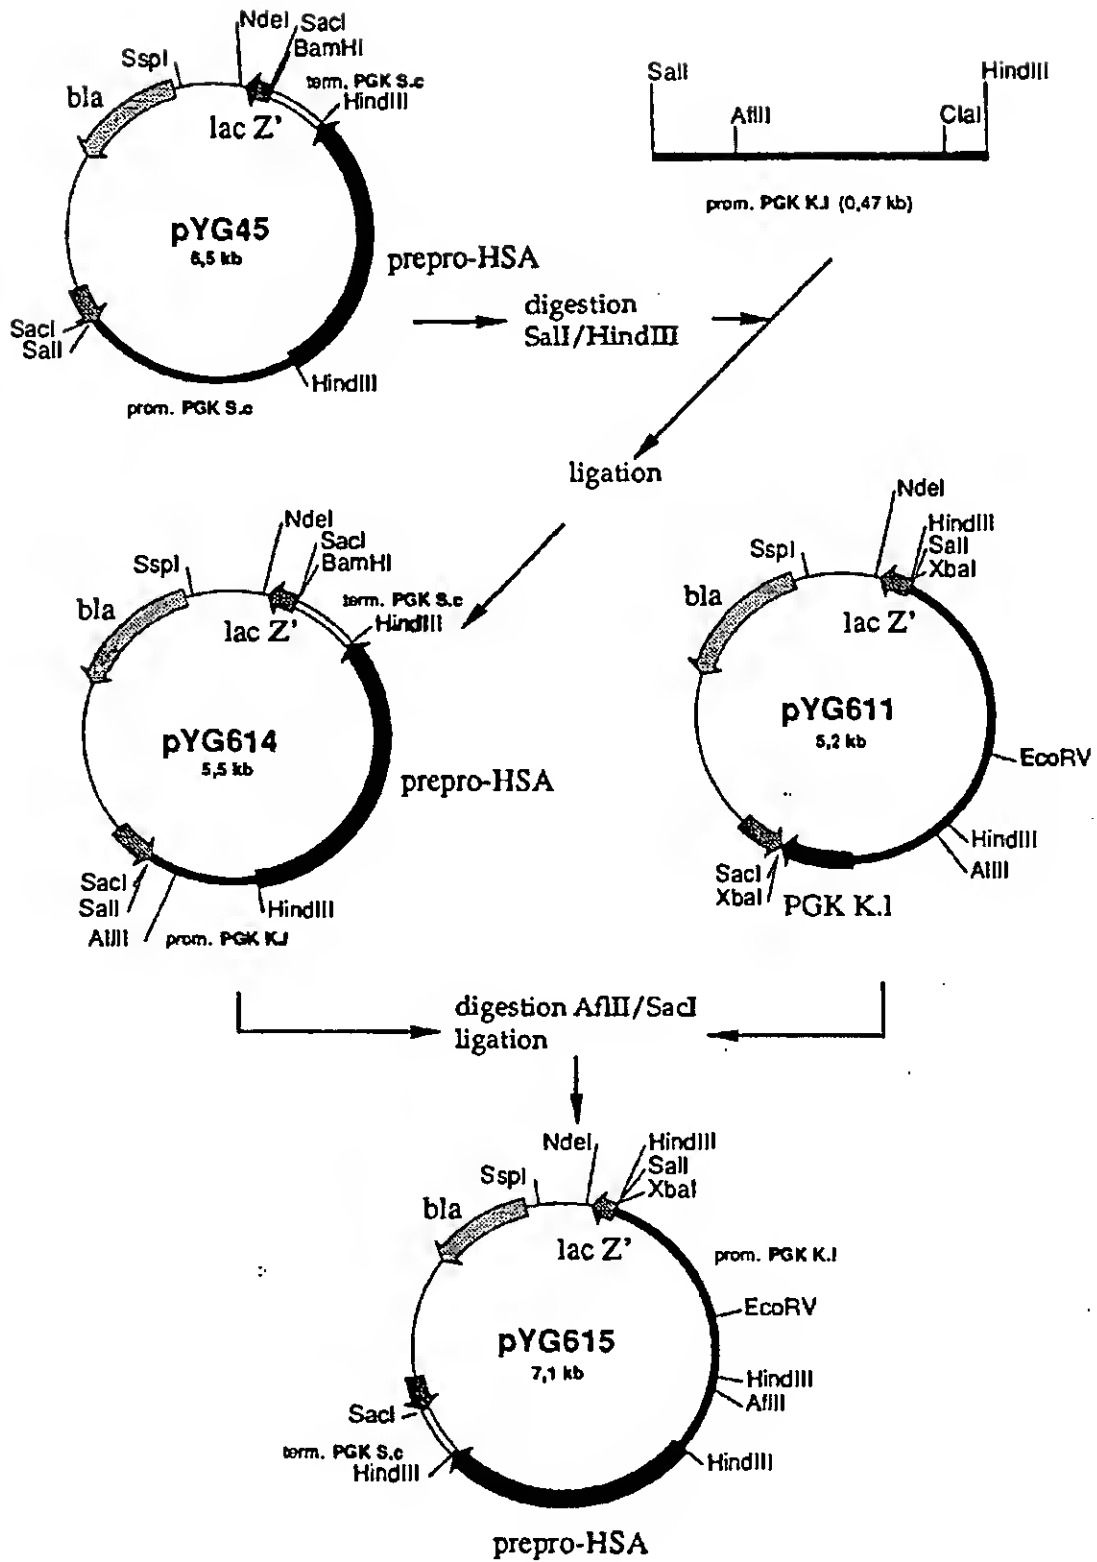 NdeI
SacI
BamHI
SspI
term. PGK S.c
HindIII
bla
lac Z'
pYG45
6,5 kb
prepro-HSA
SacI
SalI
HindIII
prom. PGK S.c
SalI
HindIII
AflII
ClaI
prom. PGK K.l (0,47 kb)
digestion
SalI/HindIII
ligation
NdeI
SacI
BamHI
SspI
term. PGK S.c
HindIII
bla
lac Z'
pYG614
5,5 kb
prepro-HSA
SacI
SalI
AflII
HindIII
prom. PGK K.l
NdeI
HindIII
SalI
XbaI
SspI
bla
lac Z'
pYG611
5,2 kb
EcoRV
HindIII
AflII
SacI
XbaI
PGK K.l
digestion AflII/SacI
ligation
NdeI
HindIII
SalI
XbaI
SspI
bla
lac Z'
prom. PGK K.l
EcoRV
pYG615
7,1 kb
HindIII
AflII
SacI
term. PGK S.c
HindIII
HindIII
prepro-HSA